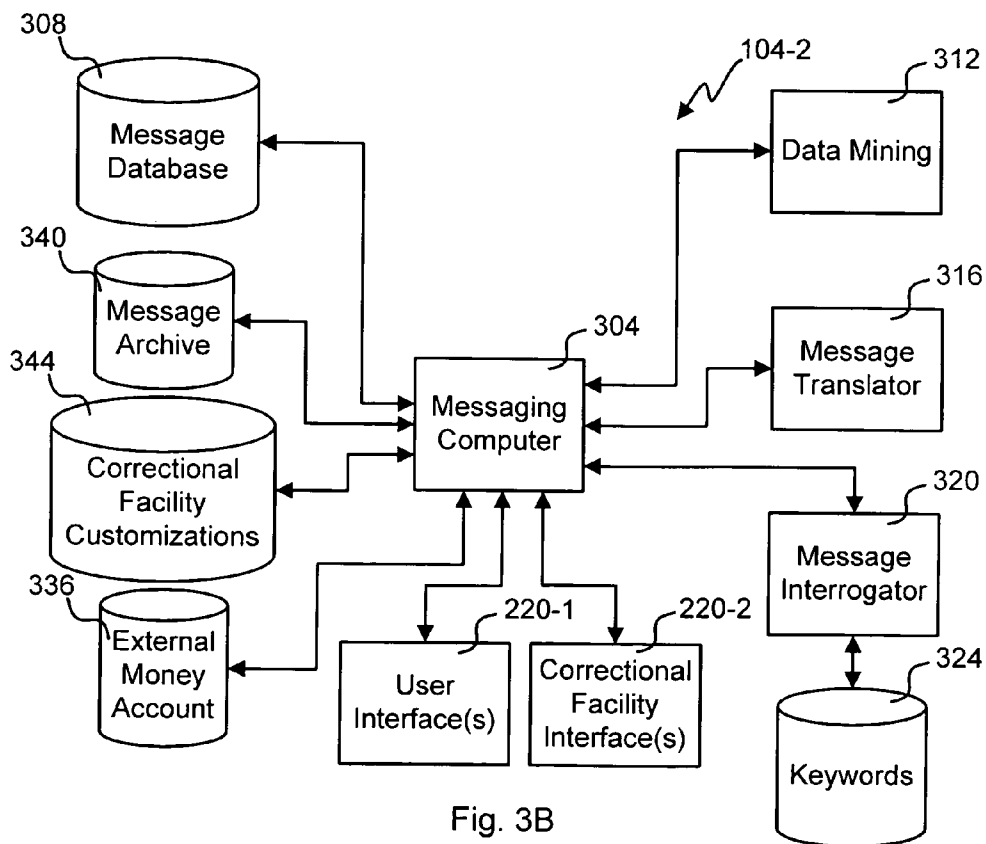 308
Message
Database
104-2
312
Data Mining
340
Message
Archive
304
Messaging
Computer
316
Message
Translator
344
Correctional
Facility
Customizations
320
Message
Interrogator
336
External
Money
Account
220-1
User
Interface(s)
220-2
Correctional
Facility
Interface(s)
324
Keywords
Fig. 3B